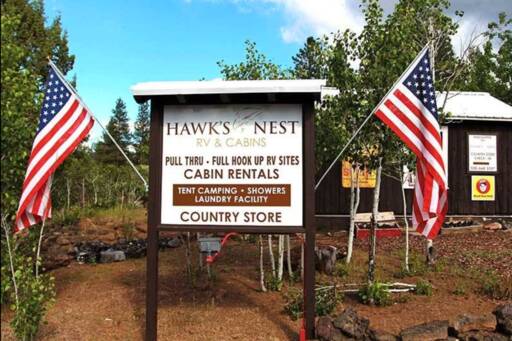 HAWK'S NEST
RV & CABINS
PULL THRU · FULL HOOK UP RV SITES
CABIN RENTALS
TENT CAMPING · SHOWERS
LAUNDRY FACILITY
COUNTRY STORE